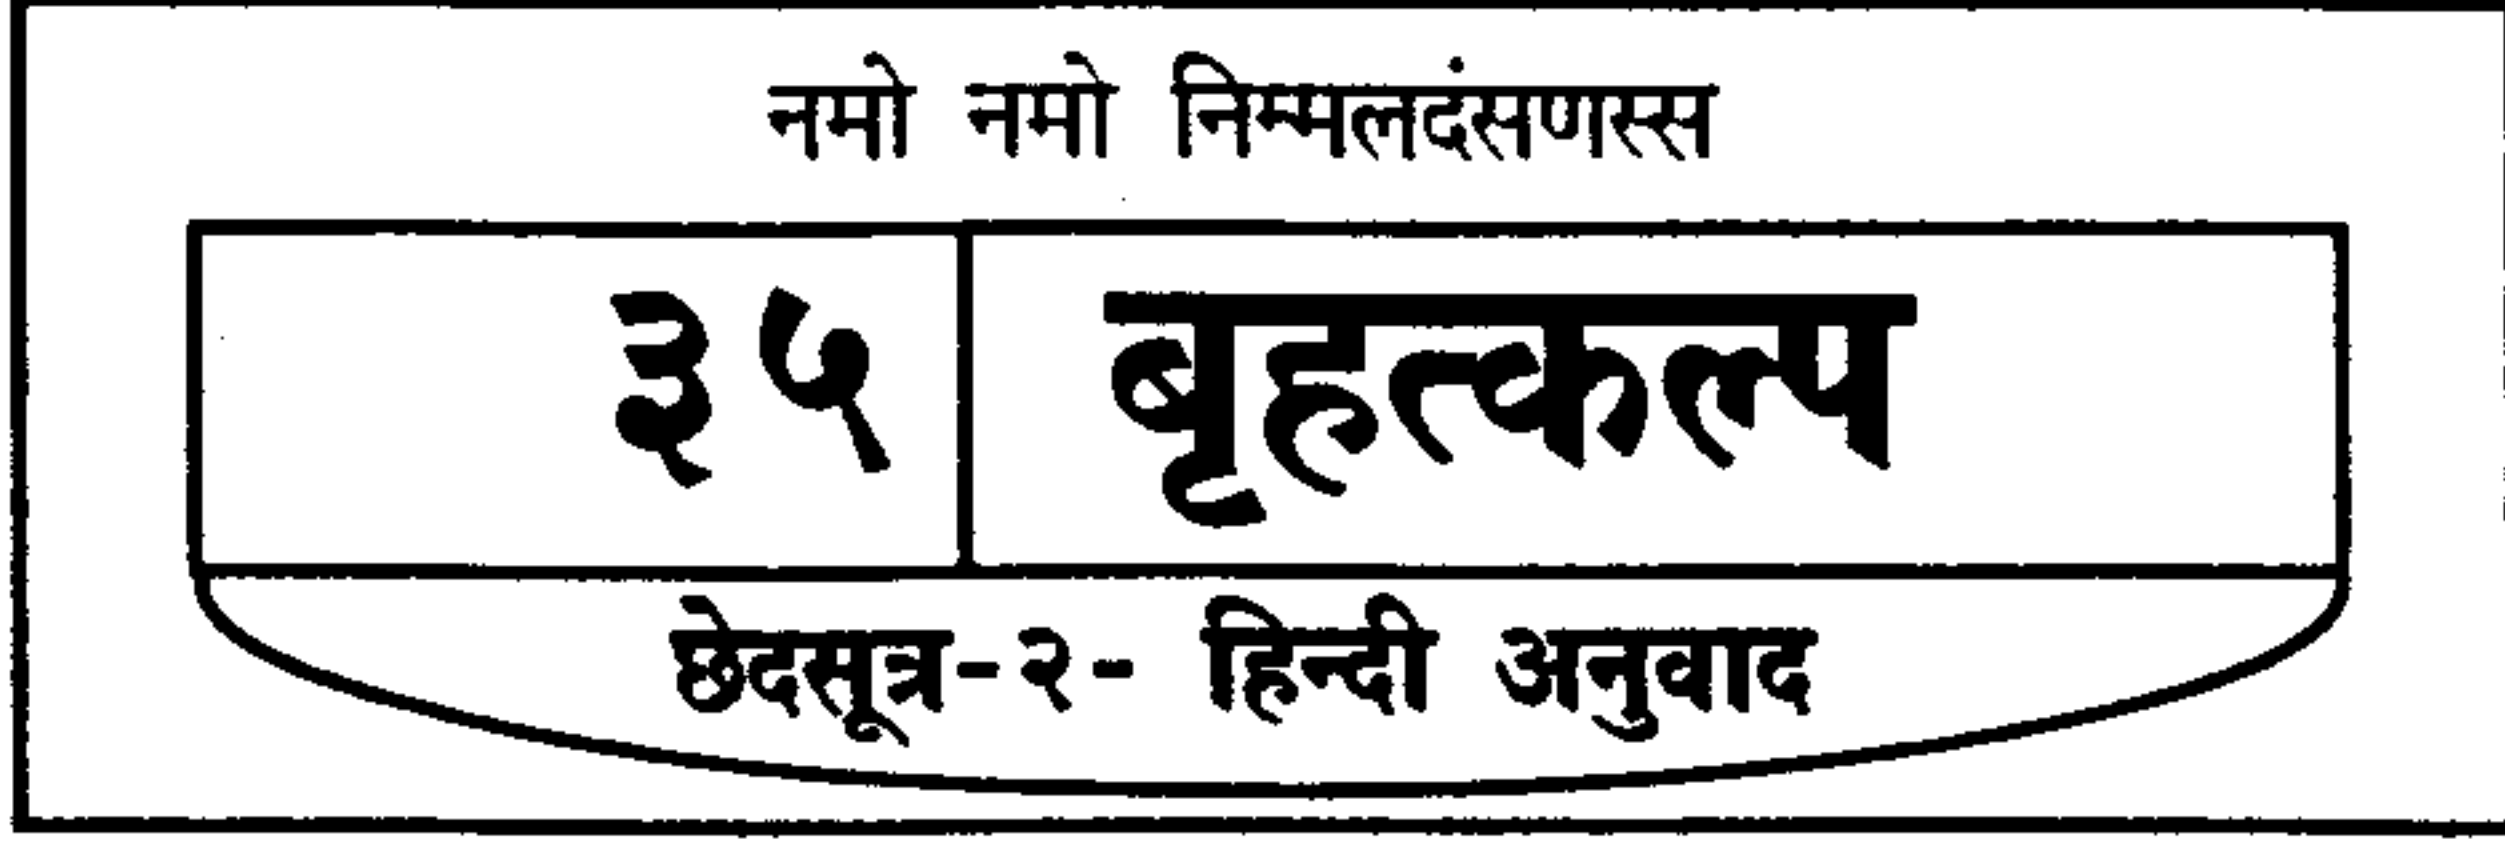 नमो नमो निम्मलदंसणस्स
३५ बृहत्कल्प
छेदसूत्र-२- हिन्दी अनुवाद